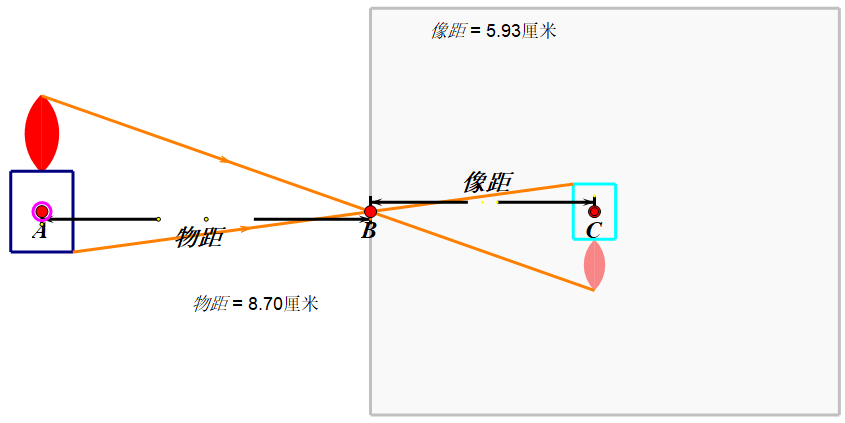 像距 = 5.93厘米
像距
A
物距
B
C
物距 = 8.70厘米